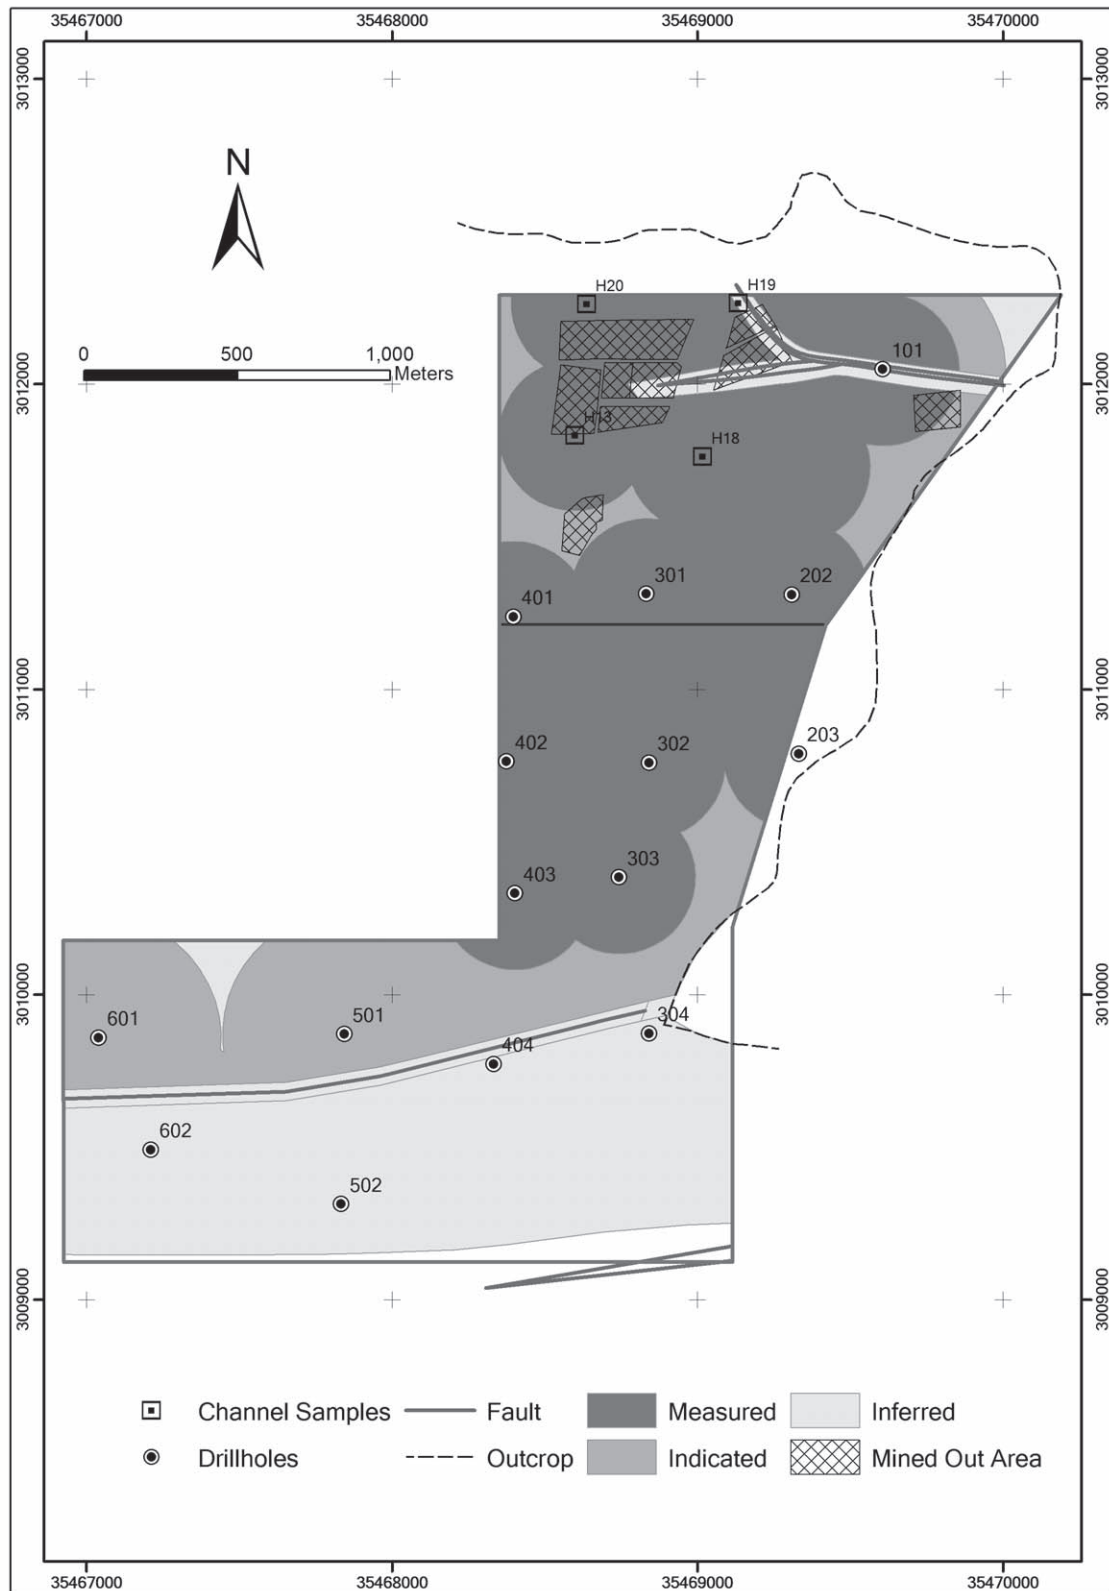 35467000 35468000 35469000 35470000
3013000 3013000
N
H20 H19
0 500 1,000
Meters
101
3012000 3012000
H13 H18
301 202
401
3011000 3011000
203
402 302
303
403
3010000 3010000
601 501 304
404
602
502
3009000 3009000
Channel Samples Fault Measured Inferred
Drillholes Outcrop Indicated Mined Out Area
35467000 35468000 35469000 35470000